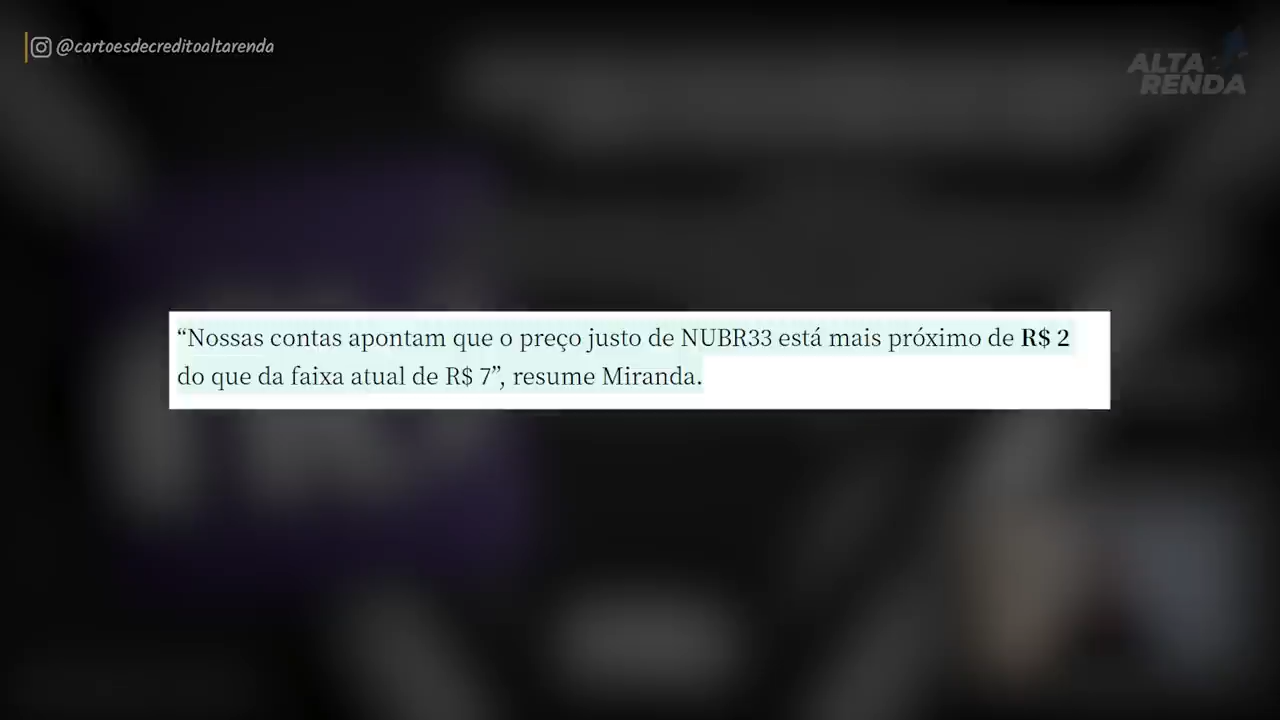 @cartoesdecreditoaltarenda
ALTA
RENDA
“Nossas contas apontam que o preço justo de NUBR33 está mais próximo de R$ 2
do que da faixa atual de R$ 7”, resume Miranda.